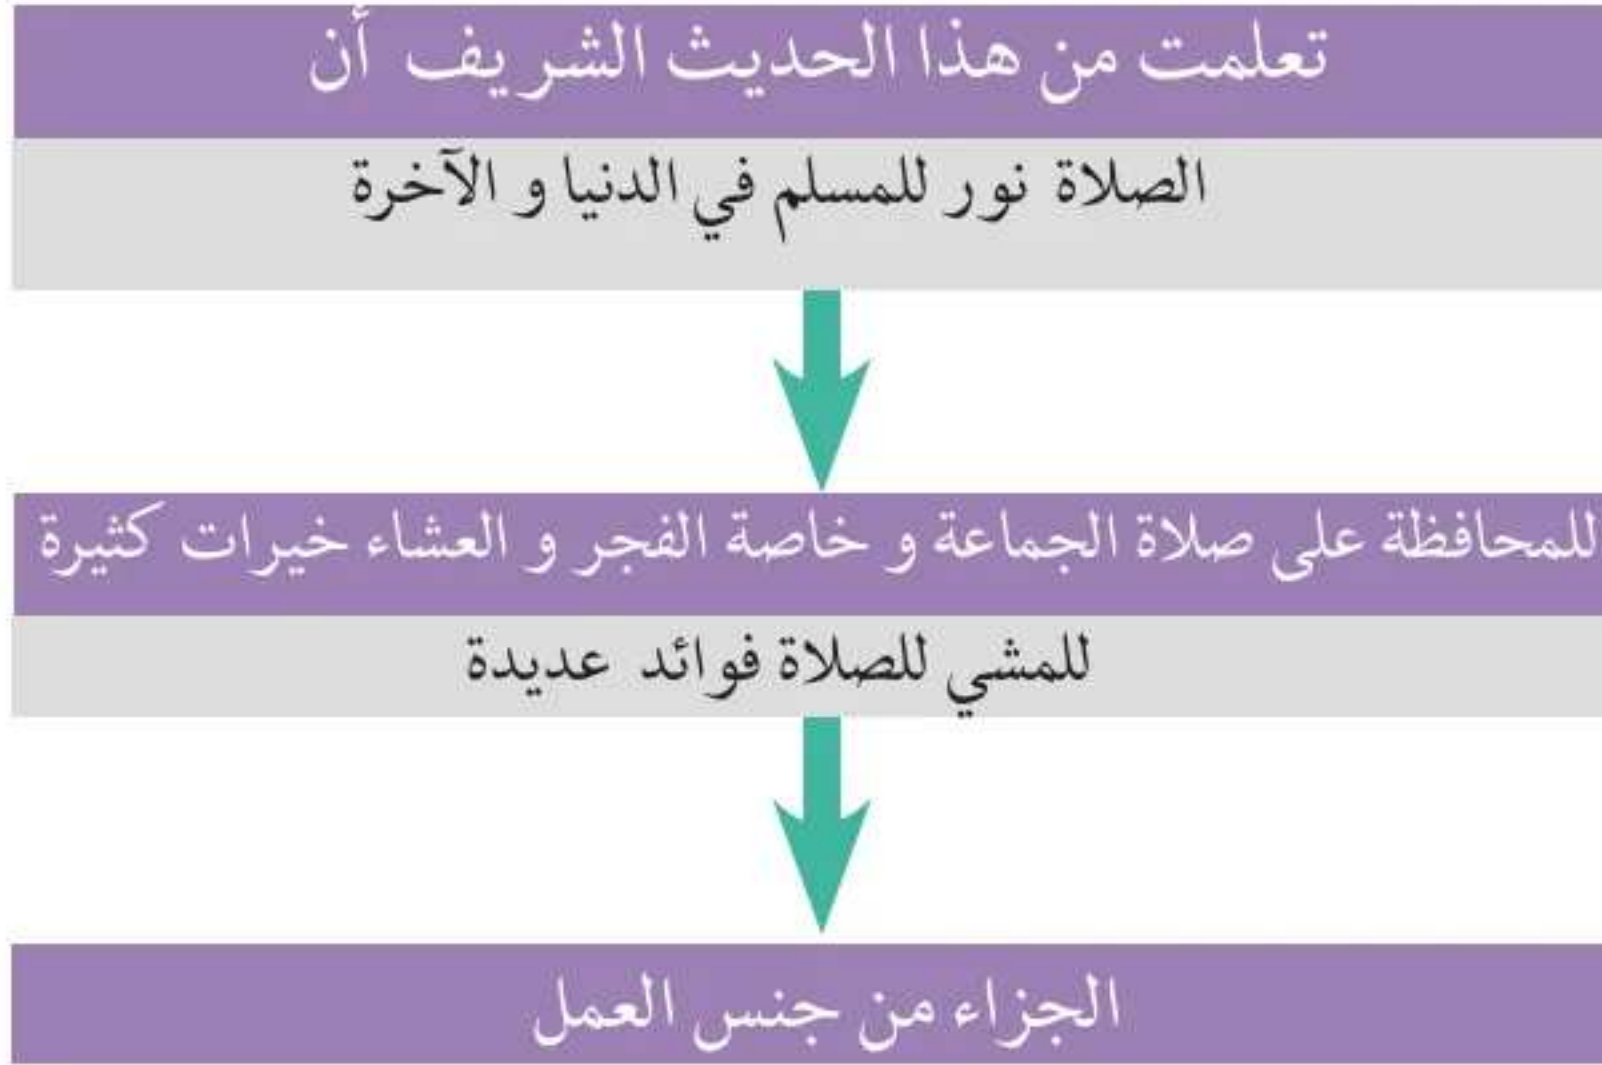 تعلمت من هذا الحديث الشريف أن
الصلاة نور للمسلم في الدنيا و الآخرة
للمحافظة على صلاة الجماعة و خاصة الفجر و العشاء خيرات كثيرة
للمشي للصلاة فوائد عديدة
الجزاء من جنس العمل